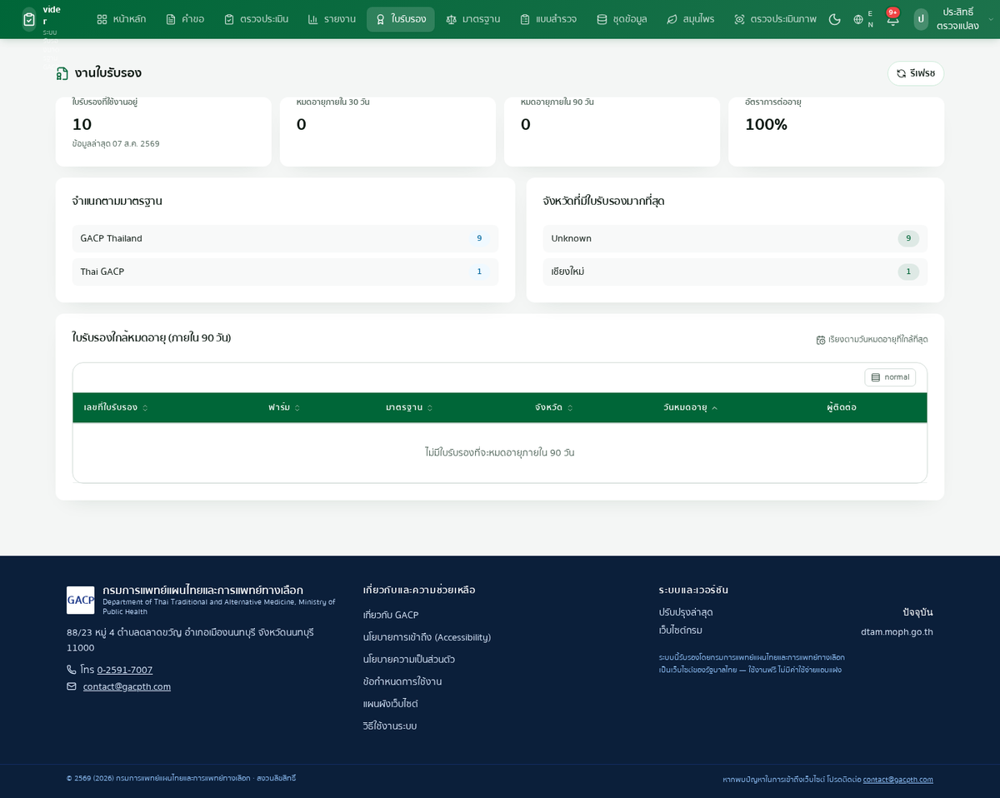 vide
r
ระบบ
หน้าหลัก
คำขอ
ตรวจประเมิน
รายงาน
ใบรับรอง
มาตรฐาน
แบบสำรวจ
ชุดข้อมูล
สมุนไพร
ตรวจประเมินภาพ
E
N
9+
ป
ประสิทธิ์
ตรวจแปลง
งานใบรับรอง
รีเฟรช
ใบรับรองที่ใช้งานอยู่
10
ข้อมูลล่าสุด 07 ส.ค. 2569
หมดอายุภายใน 30 วัน
0
หมดอายุภายใน 90 วัน
0
อัตราการต่ออายุ
100%
จำแนกตามมาตรฐาน
GACP Thailand 9
Thai GACP 1
จังหวัดที่มีใบรับรองมากที่สุด
Unknown 9
เชียงใหม่ 1
ใบรับรองใกล้หมดอายุ (ภายใน 90 วัน)
เรียงตามวันหมดอายุที่ใกล้ที่สุด
normal
เลขที่ใบรับรอง ฟาร์ม มาตรฐาน จังหวัด วันหมดอายุ ผู้ติดต่อ
ไม่มีใบรับรองที่จะหมดอายุภายใน 90 วัน
GACP
กรมการแพทย์แผนไทยและการแพทย์ทางเลือก
Department of Thai Traditional and Alternative Medicine, Ministry of
Public Health
88/23 หมู่ 4 ตำบลตลาดขวัญ อำเภอเมืองนนทบุรี จังหวัดนนทบุรี
11000
โทร 0-2591-7007
contact@gacpth.com
เกี่ยวกับและความช่วยเหลือ
เกี่ยวกับ GACP
นโยบายการเข้าถึง (Accessibility)
นโยบายความเป็นส่วนตัว
ข้อกำหนดการใช้งาน
แผนผังเว็บไซต์
วิธีใช้งานระบบ
ระบบและเวอร์ชัน
ปรับปรุงล่าสุด ปัจจุบัน
เว็บไซต์กรม dtam.moph.go.th
ระบบนี้รับรองโดยกรมการแพทย์แผนไทยและการแพทย์ทางเลือก
เป็นเว็บไซต์ของรัฐบาลไทย — ใช้งานฟรี ไม่มีค่าใช้จ่ายแอบแฝง
© 2569 (2026) กรมการแพทย์แผนไทยและการแพทย์ทางเลือก · สงวนลิขสิทธิ์
หากพบปัญหาในการเข้าถึงเว็บไซต์ โปรดติดต่อ contact@gacpth.com